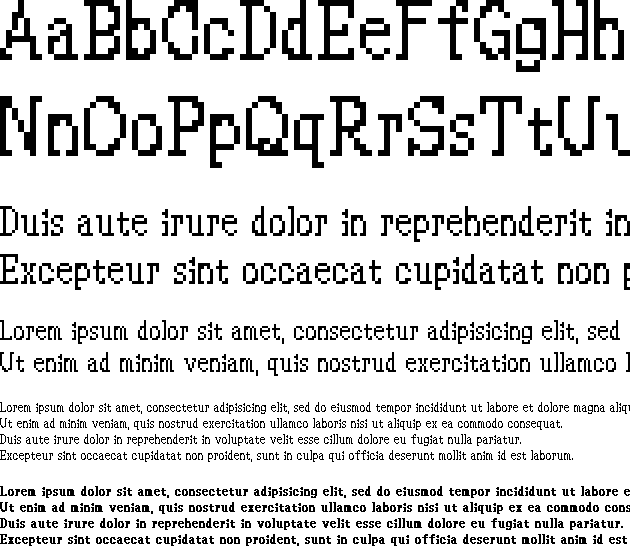 AaBbCcDdEeFfGgHh
NnOoPpQqRrSsTtUu
Duis aute irure dolor in reprehenderit in
Excepteur sint occaecat cupidatat non p
Lorem ipsum dolor sit amet, consectetur adipisicing elit, sed
Ut enim ad minim veniam, quis nostrud exercitation ullamco l
Lorem ipsum dolor sit amet, consectetur adipisicing elit, sed do eiusmod tempor incididunt ut labore et dolore magna aliqu
Ut enim ad minim veniam, quis nostrud exercitation ullamco laboris nisi ut aliquip ex ea commodo consequat.
Duis aute irure dolor in reprehenderit in voluptate velit esse cillum dolore eu fugiat nulla pariatur.
Excepteur sint occaecat cupidatat non proident, sunt in culpa qui officia deserunt mollit anim id est laborum.
Lorem ipsum dolor sit amet, consectetur adipisicing elit, sed do eiusmod tempor incididunt ut labore e
Ut enim ad minim veniam, quis nostrud exercitation ullamco laboris nisi ut aliquip ex ea commodo cons
Duis aute irure dolor in reprehenderit in voluptate velit esse cillum dolore eu fugiat nulla pariatur.
Excepteur sint occaecat cupidatat non proident, sunt in culpa qui officia deserunt mollit anim id est